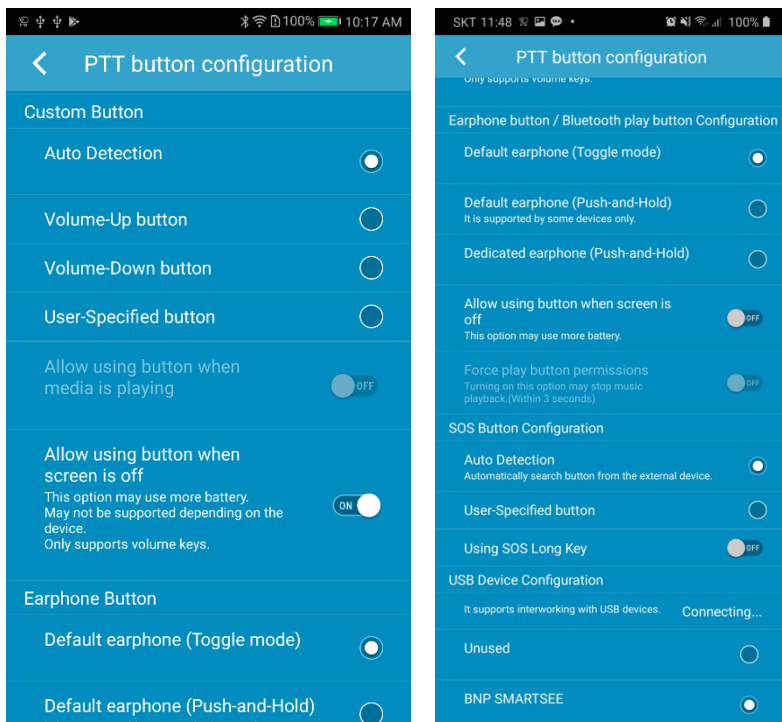 100% 10:17 AM
PTT button configuration
Custom Button
Auto Detection
Volume-Up button
Volume-Down button
User-Specified button
Allow using button when
media is playing
OFF
Allow using button when
screen is off
This option may use more battery.
May not be supported depending on the
device.
Only supports volume keys.
ON
Earphone Button
Default earphone (Toggle mode)
Default earphone (Push-and-Hold)
SKT 11:48 100%
PTT button configuration
Only supports volume keys.
Earphone button / Bluetooth play button Configuration
Default earphone (Toggle mode)
Default earphone (Push-and-Hold)
It is supported by some devices only.
Dedicated earphone (Push-and-Hold)
Allow using button when screen is
off
This option may use more battery.
OFF
Force play button permissions
Turning on this option may stop music
playback.(Within 3 seconds)
OFF
SOS Button Configuration
Auto Detection
Automatically search button from the external device.
User-Specified button
Using SOS Long Key
OFF
USB Device Configuration
It supports interworking with USB devices. Connecting...
Unused
BNP SMARTSEE